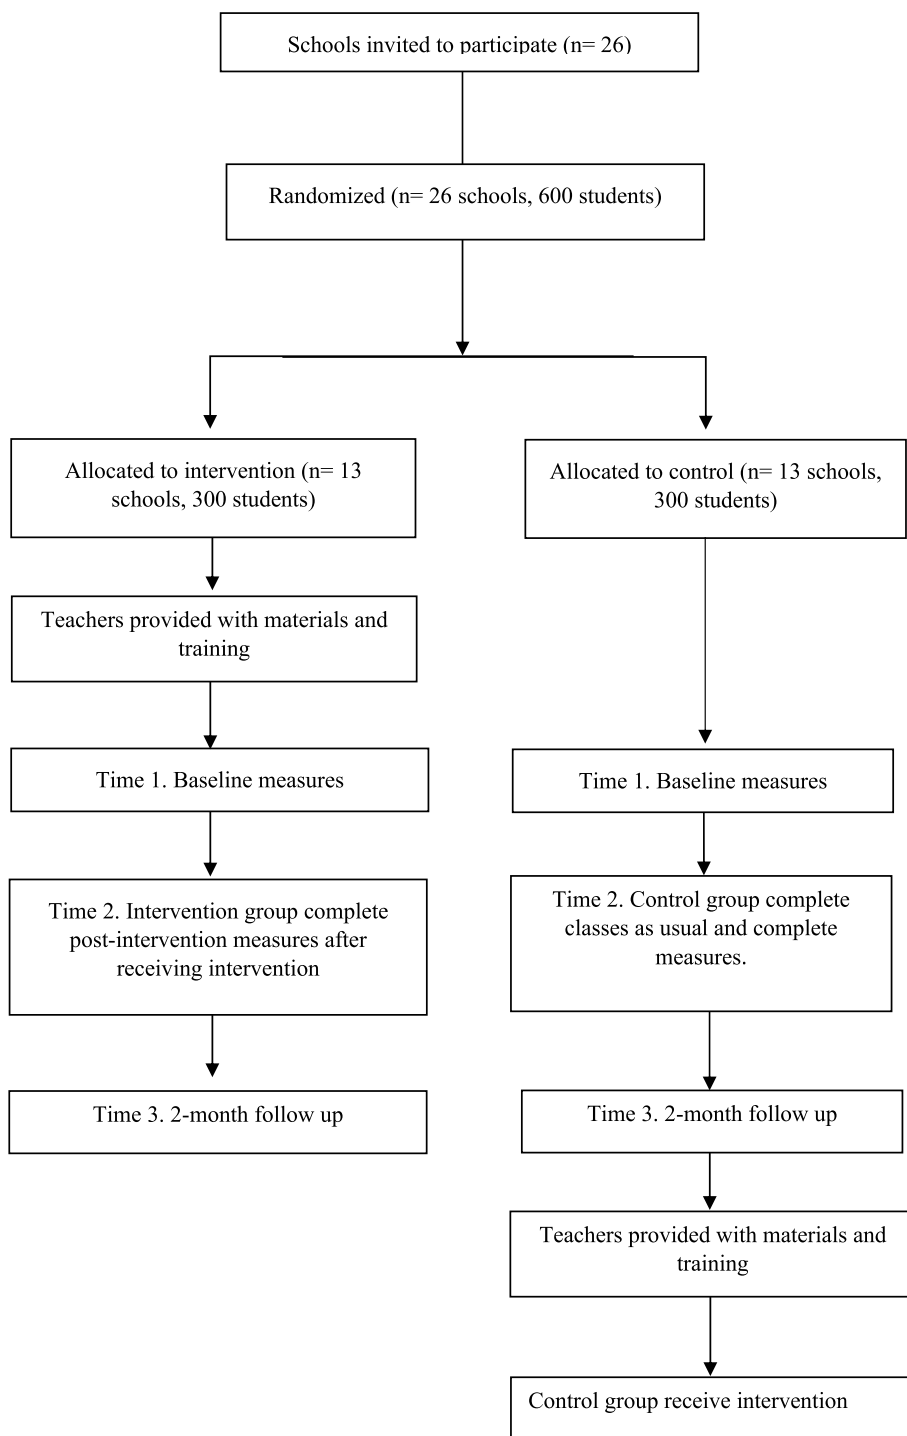 Schools invited to participate (n= 26)
Randomized (n= 26 schools, 600 students)
Allocated to intervention (n= 13
schools, 300 students)
Teachers provided with materials and
training
Time 1. Baseline measures
Time 2. Intervention group complete
post-intervention measures after
receiving intervention
Time 3. 2-month follow up
Allocated to control (n= 13 schools,
300 students)
Time 1. Baseline measures
Time 2. Control group complete
classes as usual and complete
measures.
Time 3. 2-month follow up
Teachers provided with materials and
training
Control group receive intervention